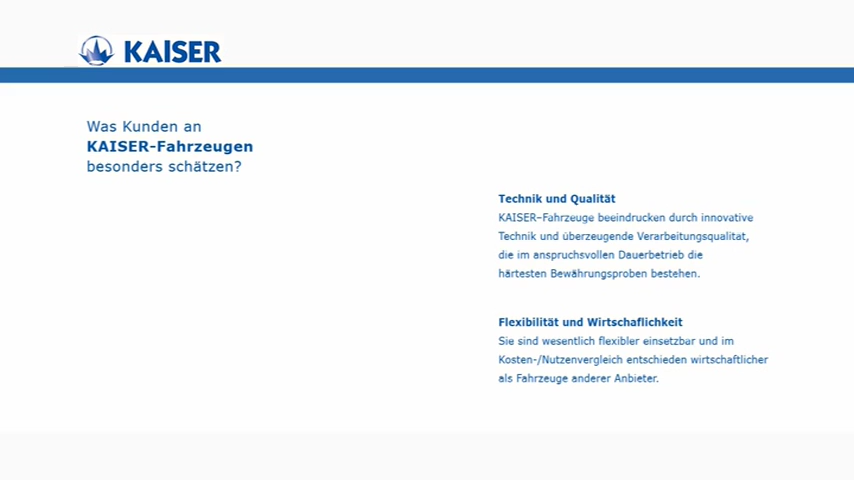 KAISER
Was Kunden an
KAISER-Fahrzeugen
besonders schätzen?
Technik und Qualität
KAISER-Fahrzeuge beeindrucken durch innovative
Technik und überzeugende Verarbeitungsqualitat,
die im anspruchsvollen Dauerbetrieb die
härtesten Bewährungsproben bestehen.
Flexibilität und Wirtschaflichkeit
Sie sind wesentlich flexibler einsetzbar und im
Kosten-/Nutzenvergleich entschieden wirtschaftlicher
als Fahrzeuge anderer Anbieter.